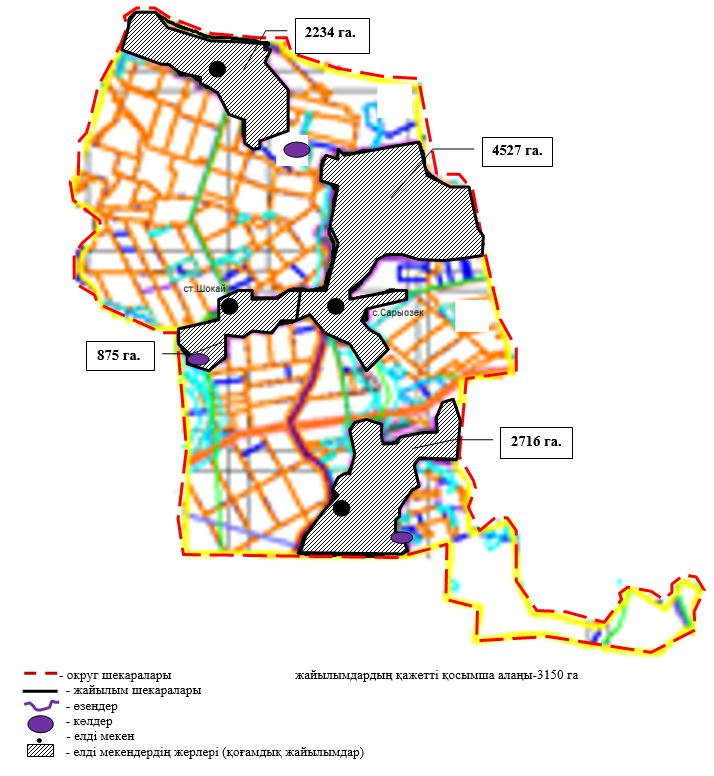 2234 га.
4527 га.
ст.Шокай
с.Сарыозек
875 га.
2716 га.
- округ шекаралары
жайылымдардың қажетті қосымша алаңы-3150 га
- жайылым шекаралары
- өзендер
- көлдер
- елді мекен
- елді мекендердің жерлері (қоғамдық жайылымдар)